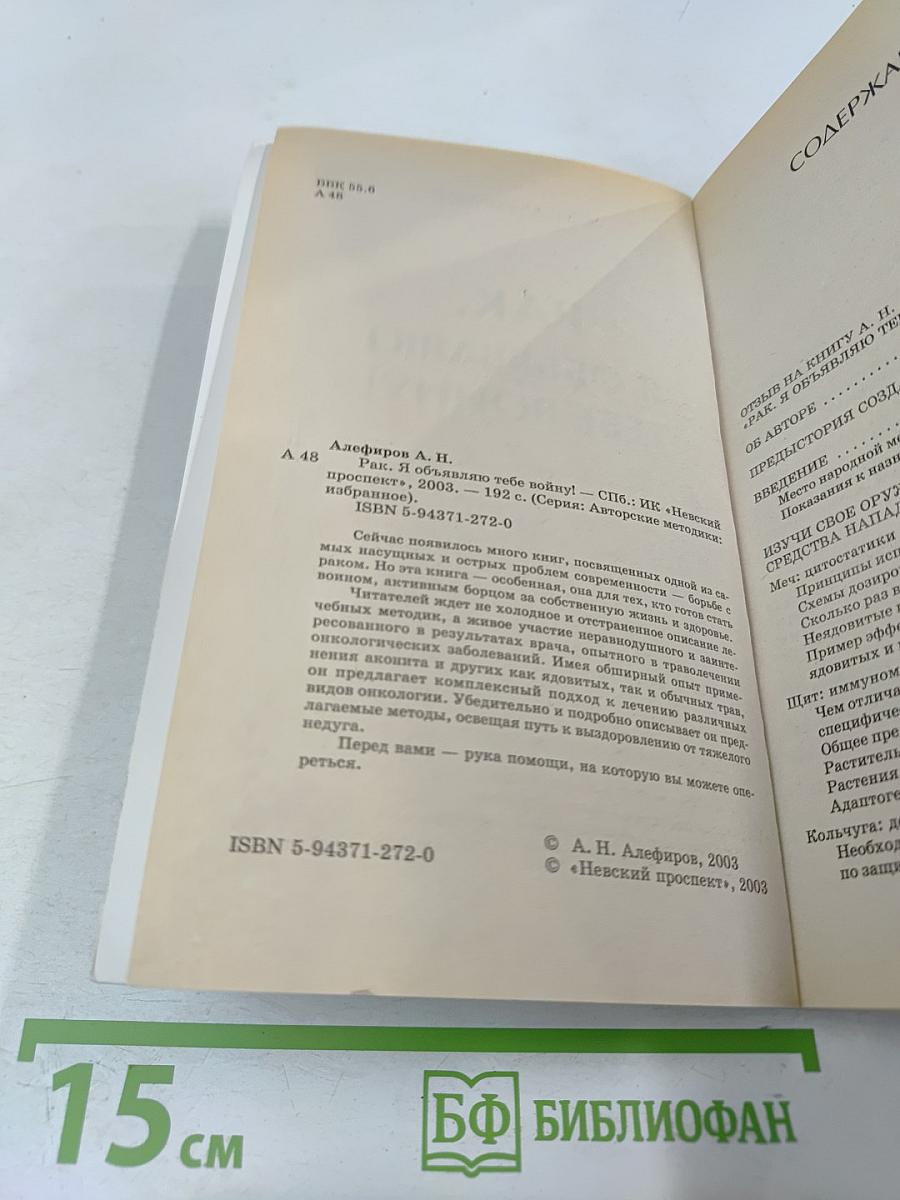 ББК 55.6
А 48
Алефиров А. Н.
А 48 Рак. Я объявляю тебе войну! — СПб.: ИК «Невский
проспект», 2003. — 192 с. (Серия: Авторские методики:
избранное).
ISBN 5-94371-272-0
Сейчас появилось много книг, посвященных одной из са-
мых насущных и острых проблем современности — борьбе с
раком. Но эта книга — особенная, она для тех, кто готов стать
воином, активным борцом за собственную жизнь и здоровье.
Читателей ждет не холодное и отстраненное описание ле-
чебных методик, а живое участие неравнодушного и заинте-
ресованного в результатах врача, опытного в траволечении
онкологических заболеваний. Имея обширный опыт приме-
нения аконита и других как ядовитых, так и обычных трав,
он предлагает комплексный подход к лечению различных
видов онкологии. Убедительно и подробно описывает он пред-
лагаемые методы, освещая путь к выздоровлению от тяжелого
недуга.
Перед вами — рука помощи, на которую вы можете опе-
реться.
ISBN 5-94371-272-0
© А. Н. Алефиров, 2003
© «Невский проспект», 2003
СОДЕРЖА
ОТЗЫВ НА КНИГУ А. Н.
«РАК. Я ОБЪЯВЛЯЮ ТЕ
ОБ АВТОРЕ
ПРЕДЫСТОРИЯ СОЗД
ВВЕДЕНИЕ
Место народной ме
Показания к назн
ИЗУЧИ СВОЕ ОРУЖ
СРЕДСТВА НАПАД
Меч: цитостатики
Принципы исп
Схемы дозиро
Сколько раз в
Неядовитые
Пример эффе
ядовитых и
Щит: иммуном
Чем отлича
специфиче
Общее пре
Раститель
Растения
Адаптоге
Кольчуга: д
Необход
по защи
15 см
БФ БИБЛИОФАН